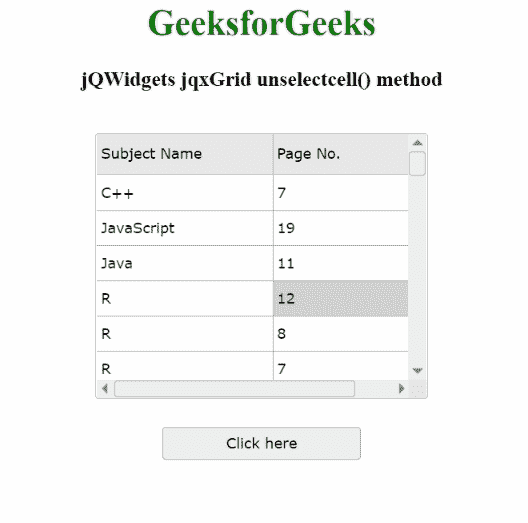 GeeksforGeeks
jQWidgets jqxGrid unselectcell() method
Subject Name Page No.
C++ 7
JavaScript 19
Java 11
R 12
R 8
R 7
Click here